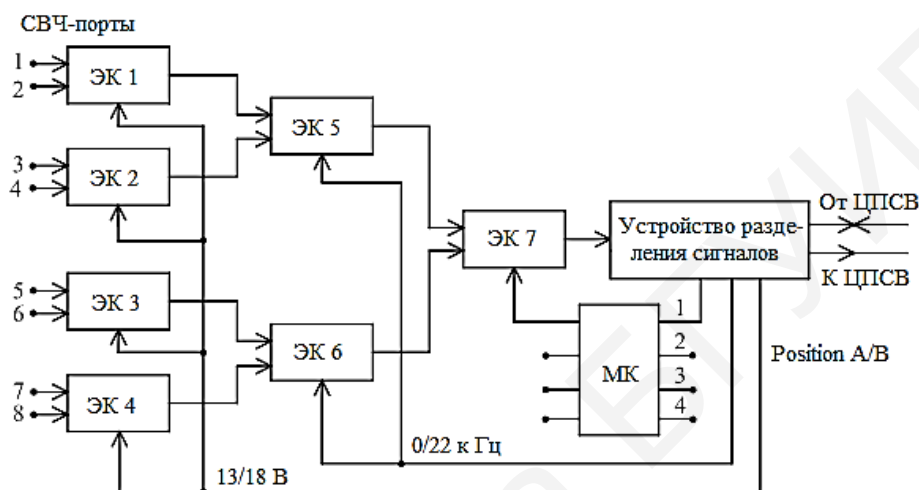 СВЧ-порты
1
2
ЭК 1
3
4
ЭК 2
5
6
ЭК 3
7
8
ЭК 4
ЭК 5
ЭК 6
ЭК 7
Устройство разде-
ления сигналов
От ЦПСВ
К ЦПСВ
МК
1
2
3
4
Position A/B
0/22 к Гц
13/18 В
БГУИР